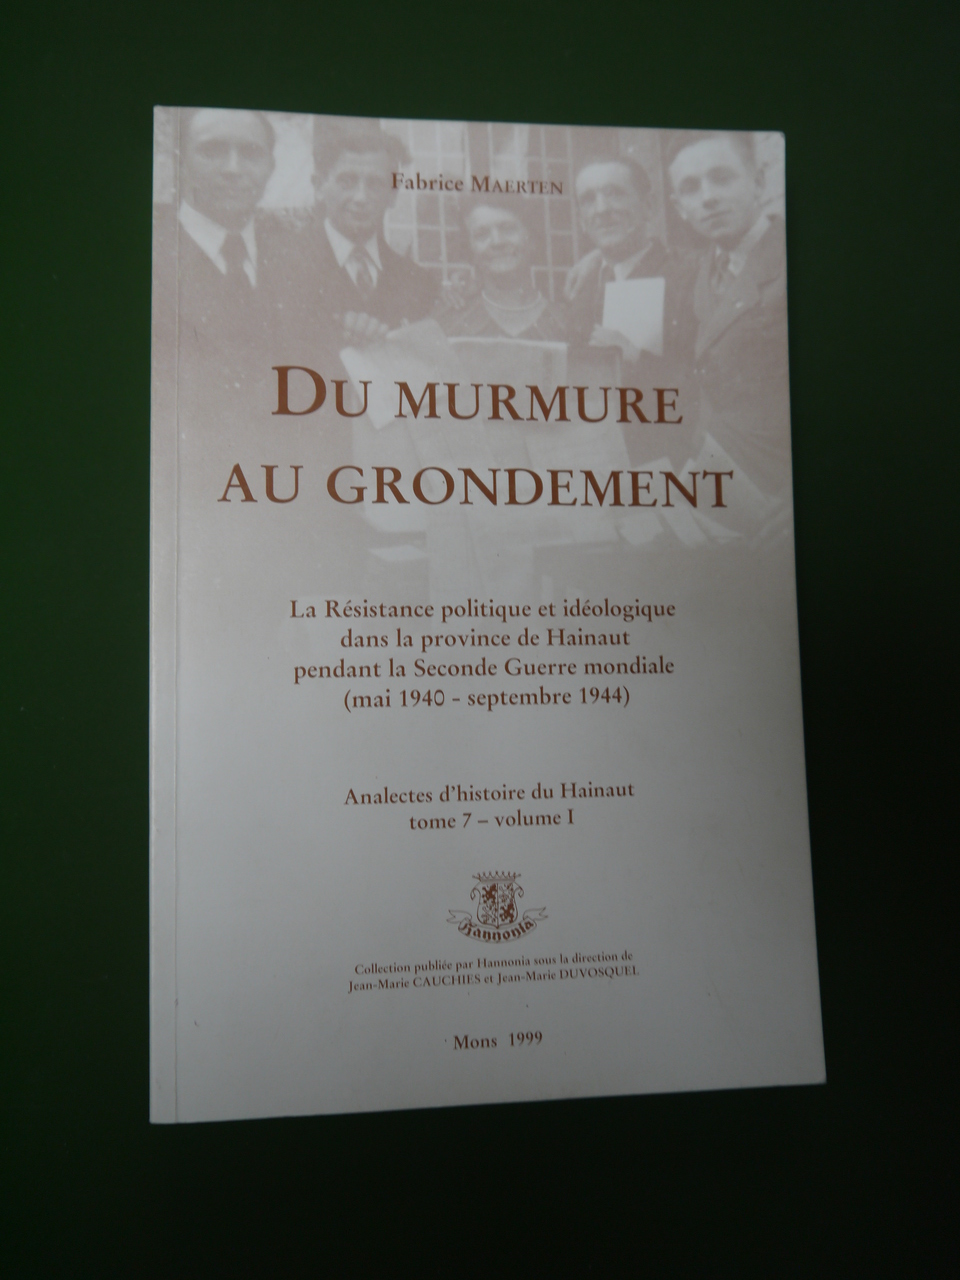 Fabrice MAERTEN
DU MURMURE
AU GRONDEMENT
La Résistance politique et idéologique
dans la province de Hainaut
pendant la Seconde Guerre mondiale
(mai 1940 - septembre 1944)
Analectes d'histoire du Hainaut
tome 7 – volume I
Hannonia
Collection publiée par Hannonia sous la direction de
Jean-Marie CAUCHIES et Jean-Marie DUVOSQUEL
Mons 1999